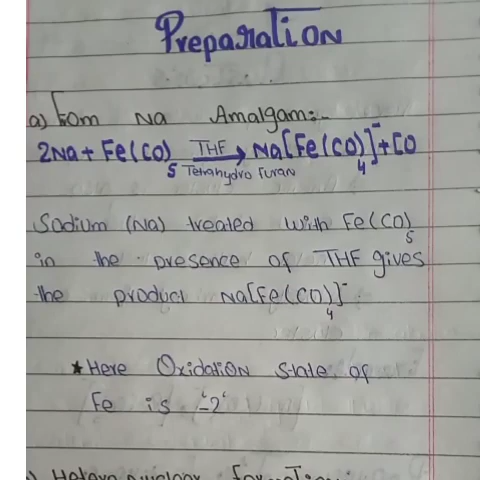 Preparation
a) From Na Amalgam:-
2Na + Fe(CO)5 THF → Na[Fe(CO)4]⁻ + CO
Tetrahydro Furan
Sodium (Na) treated with Fe(CO)5
in the presence of THF gives
the product Na[Fe(CO)4]⁻
* Here Oxidation State of
Fe is '-2'